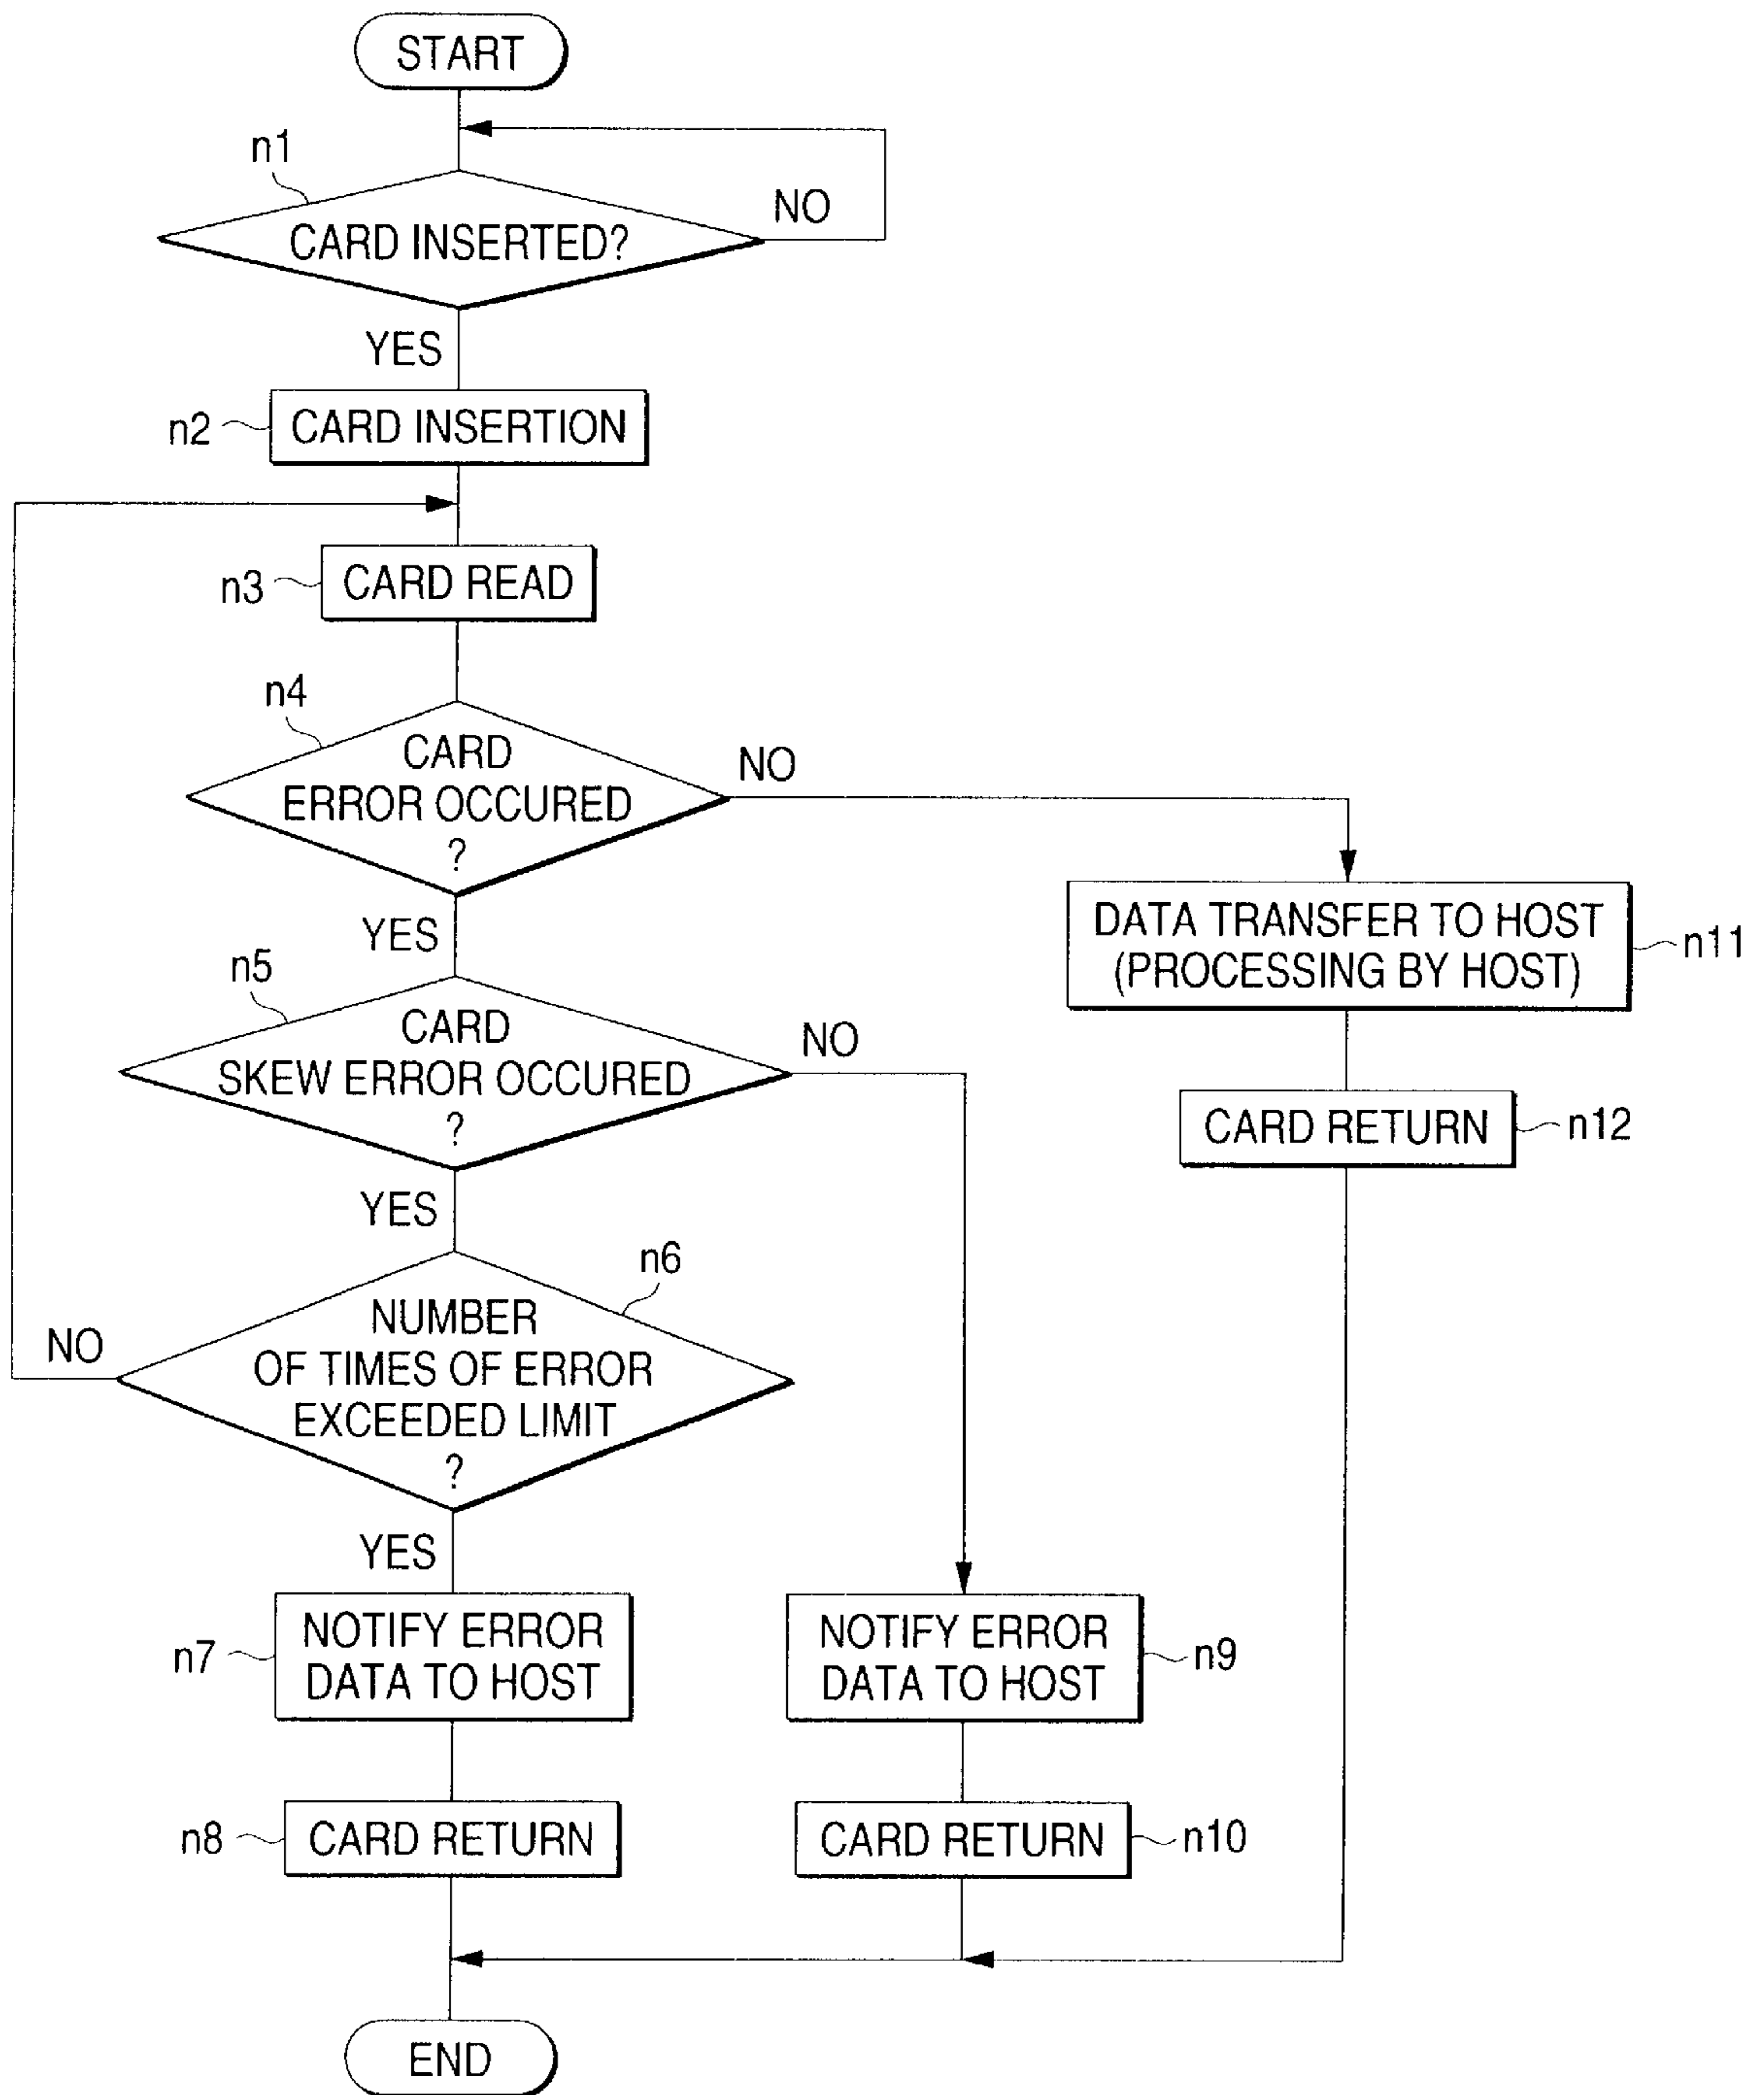 START
n1
NO
CARD INSERTED?
YES
n2
CARD INSERTION
n3
CARD READ
n4
CARD
ERROR OCCURED
?
NO
YES
DATA TRANSFER TO HOST
(PROCESSING BY HOST)
n11
n5
CARD
SKEW ERROR OCCURED
?
NO
CARD RETURN
n12
YES
n6
NUMBER
OF TIMES OF ERROR
EXCEEDED LIMIT
?
NO
YES
n7
NOTIFY ERROR
DATA TO HOST
NOTIFY ERROR
DATA TO HOST
n9
n8
CARD RETURN
CARD RETURN
n10
END